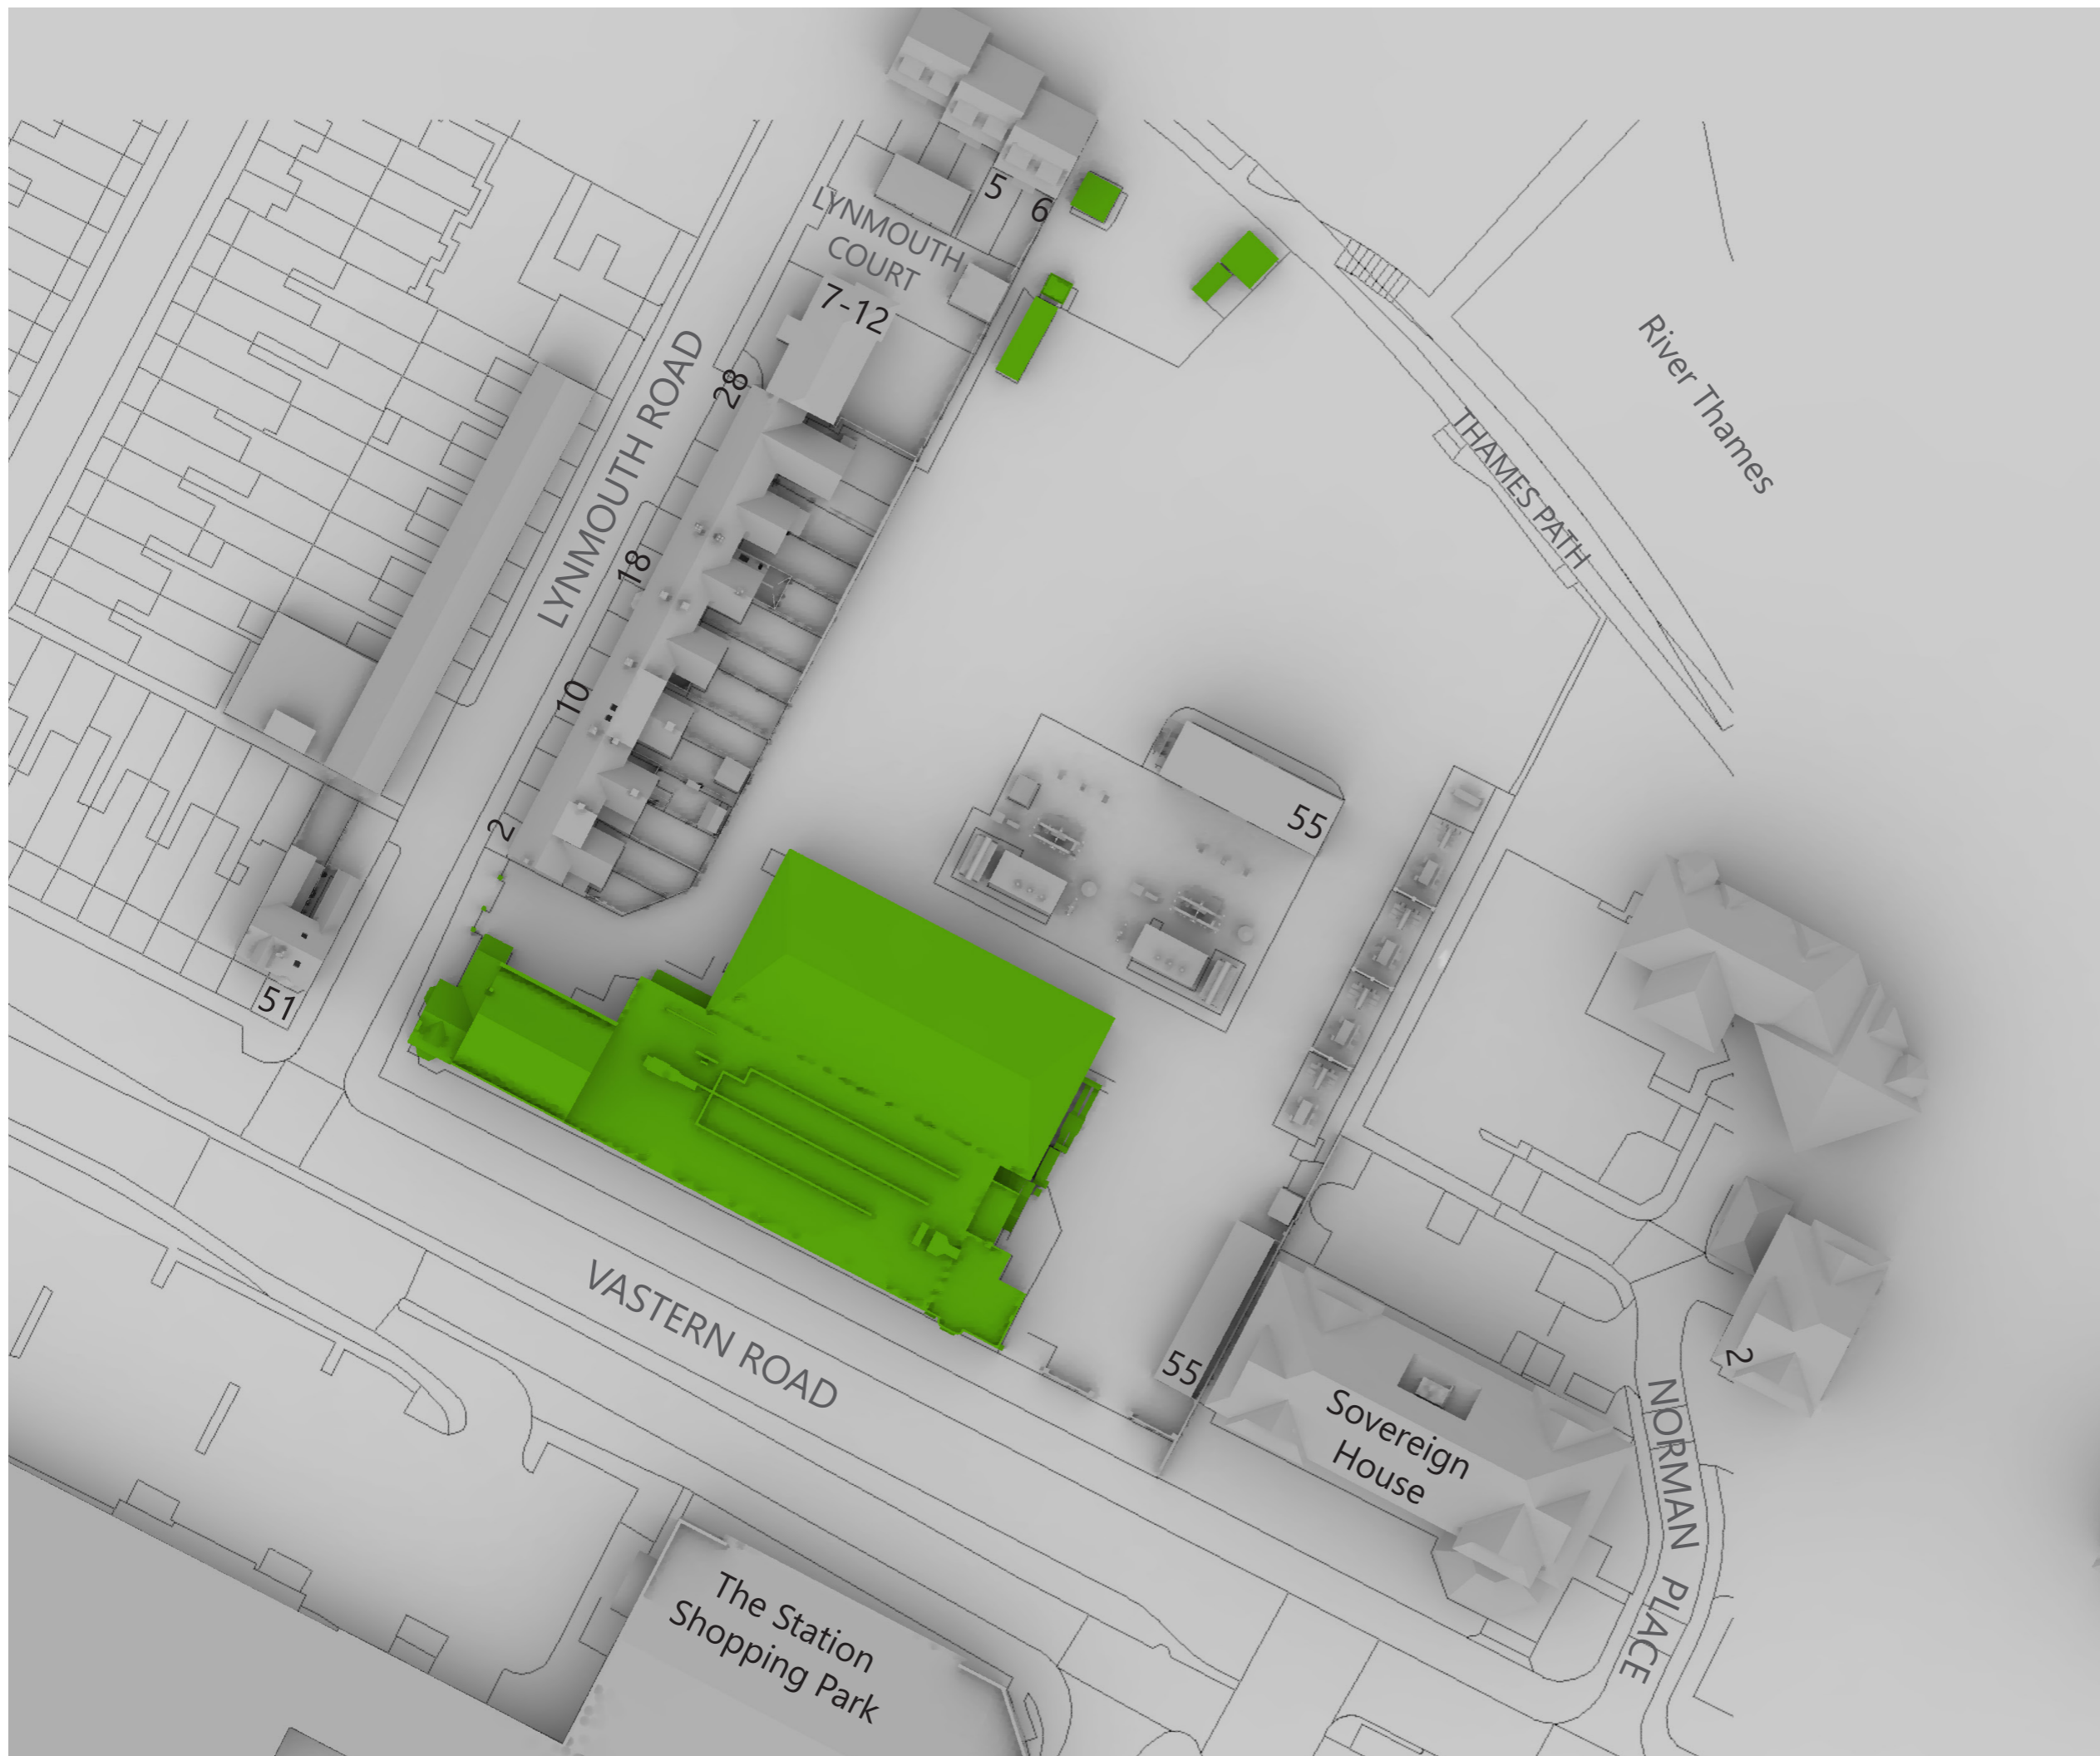 5
6
LYNMOUTH
COURT
7-12
River Thames
LYNMOUTH ROAD
28
THAMES PATH
18
10
55
2
51
VASTERN ROAD
55
2
Sovereign
House
NORMAN PLACE
The Station
Shopping Park